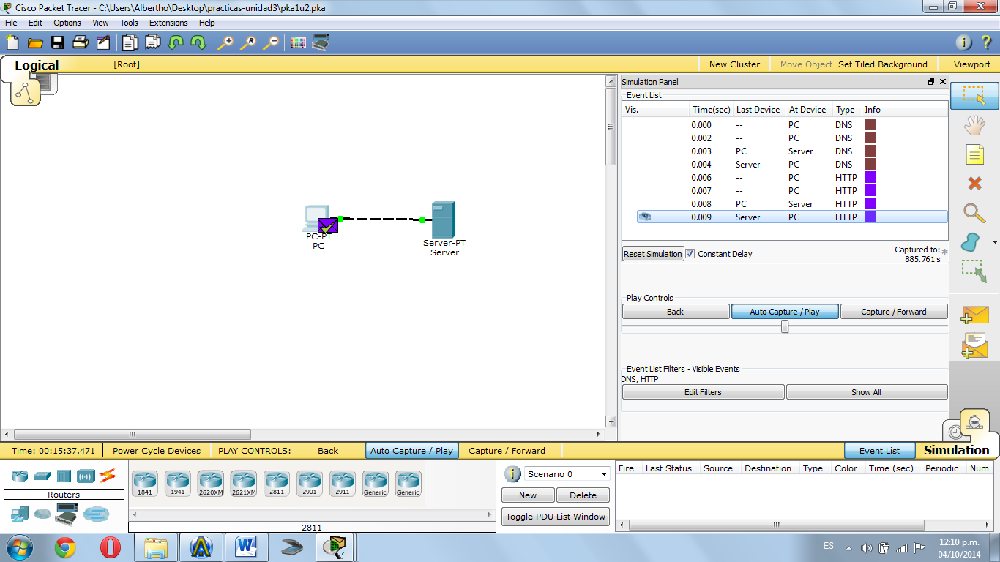 Cisco Packet Tracer - C:\Users\Albertho\Desktop\practicas-unidad3\pka1u2.pka
File Edit Options View Tools Extensions Help
Logical [Root] New Cluster Move Object Set Tiled Background Viewport
Simulation Panel
Event List
Vis. Time(sec) Last Device At Device Type Info
0.000 -- PC DNS
0.002 -- PC DNS
0.003 PC Server DNS
0.004 Server PC DNS
0.006 -- PC HTTP
0.007 -- PC HTTP
0.008 PC Server HTTP
0.009 Server PC HTTP
PC-PT
PC
Server-PT
Server
Reset Simulation Constant Delay Captured to: *
885.761 s
Play Controls
Back Auto Capture / Play Capture / Forward
Event List Filters - Visible Events
DNS, HTTP
Edit Filters Show All
Time: 00:15:37.471 Power Cycle Devices PLAY CONTROLS: Back Auto Capture / Play Capture / Forward Event List Simulation
Routers
1841 1941 2620XM 2621XM 2811 2901 2911 Generic Generic
2811
Scenario 0
New Delete
Toggle PDU List Window
Fire Last Status Source Destination Type Color Time (sec) Periodic Num
ES 12:10 p.m.
04/10/2014